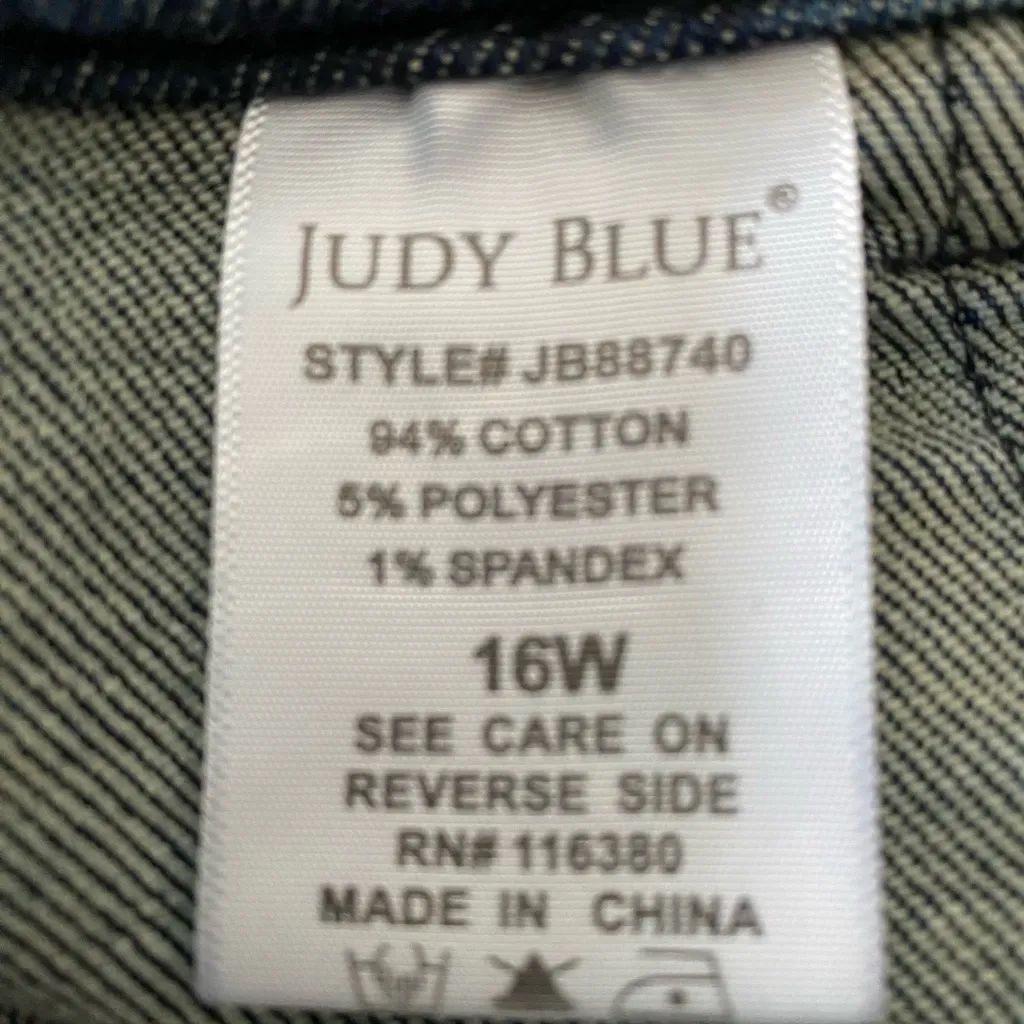 JUDY BLUE®
STYLE# JB88740
94% COTTON
5% POLYESTER
1% SPANDEX
16W
SEE CARE ON
REVERSE SIDE
RN# 116380
MADE IN CHINA